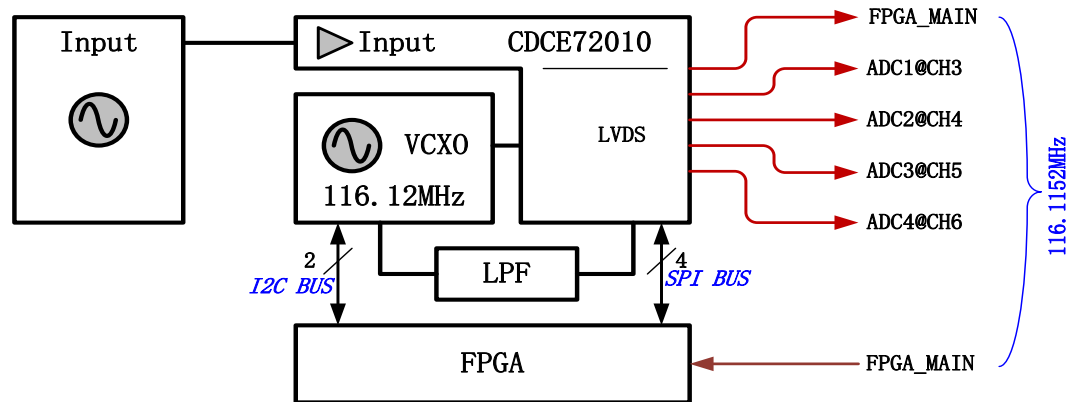 Input
Input
CDCE72010
LVDS
VCXO
116.12MHz
FPGA_MAIN
ADC1@CH3
ADC2@CH4
ADC3@CH5
ADC4@CH6
116.1152MHz
2
I2C BUS
LPF
4
SPI BUS
FPGA
FPGA_MAIN